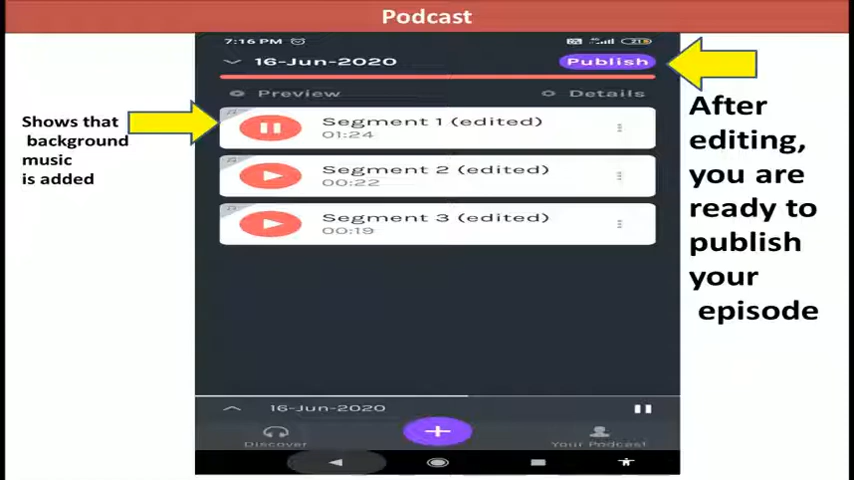 Podcast
7:16 PM
16-Jun-2020
Publish
Preview
Details
Segment 1 (edited)
01:24
Segment 2 (edited)
00:22
Segment 3 (edited)
00:19
Shows that
background
music
is added
After
editing,
you are
ready to
publish
your
episode
16-Jun-2020
Discover
Your Podcast